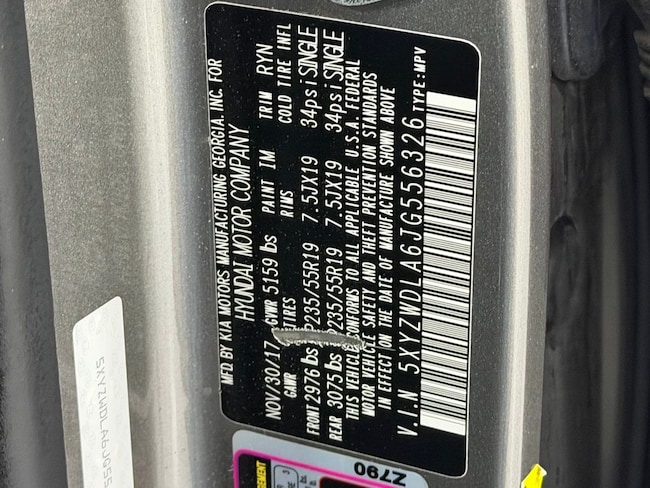 MFD.BY KIA MOTORS MANUFACTURING GEORGIA. INC. FOR
HYUNDAI MOTOR COMPANY
NOV/30/17 GVWR 5159 lbs PAINT IM TRIM RYN
GAWR TIRES RIMS COLD TIRE INFL
FRONT 2976 lbs P235/55R19 7.5JX19 34psi SINGLE
REAR 3075 lbs P235/55R19 7.5JX19 34psi SINGLE
THIS VEHICLE CONFORMS TO ALL APPLICABLE U.S.A. FEDERAL
MOTOR VEHICLE SAFETY AND THEFT PREVENTION STANDARDS
IN EFFECT ON THE DATE OF MANUFACTURE SHOWN ABOVE
V.I.N 5XYZWDLA6JG556326 TYPE:MPV
5XYZWDLA6JG55
Z790